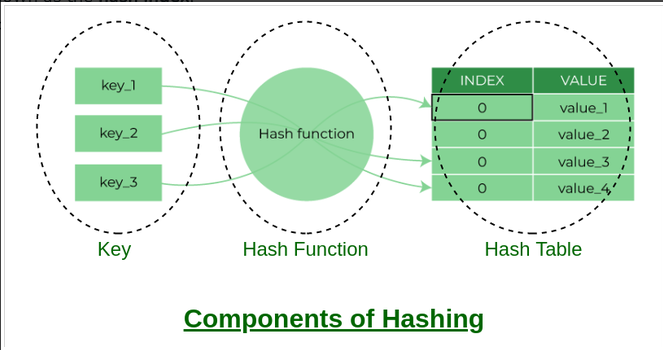 key_1
key_2
key_3
Hash function
INDEX VALUE
0 value_1
0 value_2
0 value_3
0 value_4
Key
Hash Function
Hash Table
Components of Hashing